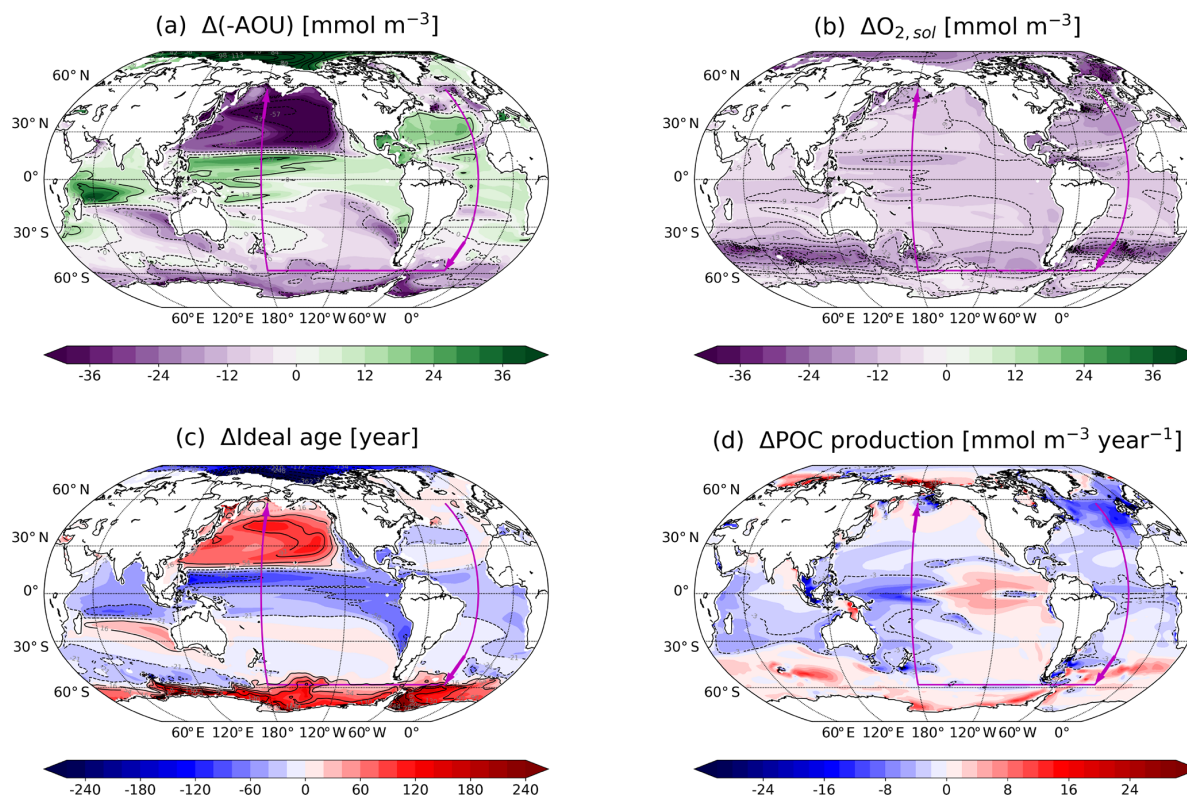 (a) Δ(-AOU) [mmol m⁻³]
60°N
30°N
0°
30°S
60°S
60°E 120°E 180° 120°W 60°W 0°
-36 -24 -12 0 12 24 36
(b) ΔO₂,sol [mmol m⁻³]
60°N
30°N
0°
30°S
60°S
60°E 120°E 180° 120°W 60°W 0°
-36 -24 -12 0 12 24 36
(c) ΔIdeal age [year]
60°N
30°N
0°
30°S
60°S
60°E 120°E 180° 120°W 60°W 0°
-240 -180 -120 -60 0 60 120 180 240
(d) ΔPOC production [mmol m⁻³ year⁻¹]
60°N
30°N
0°
30°S
60°S
60°E 120°E 180° 120°W 60°W 0°
-24 -16 -8 0 8 16 24